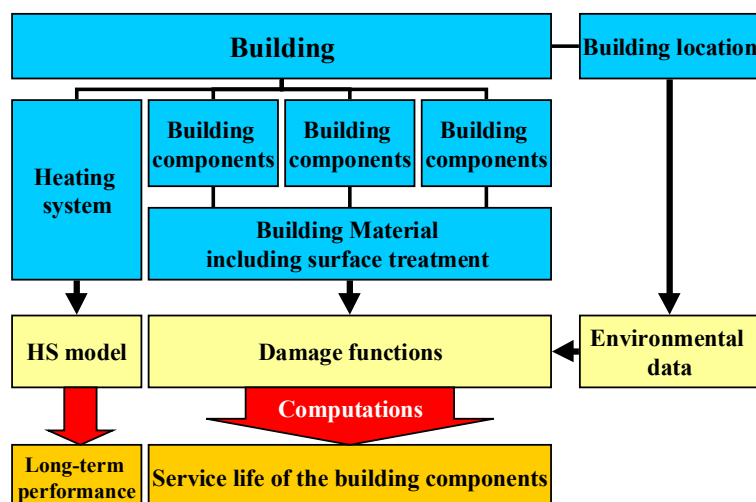 Building
Building location
Heating
system
Building
components
Building
components
Building
components
Building Material
including surface treatment
HS model
Damage functions
Environmental
data
Computations
Long-term
performance
Service life of the building components